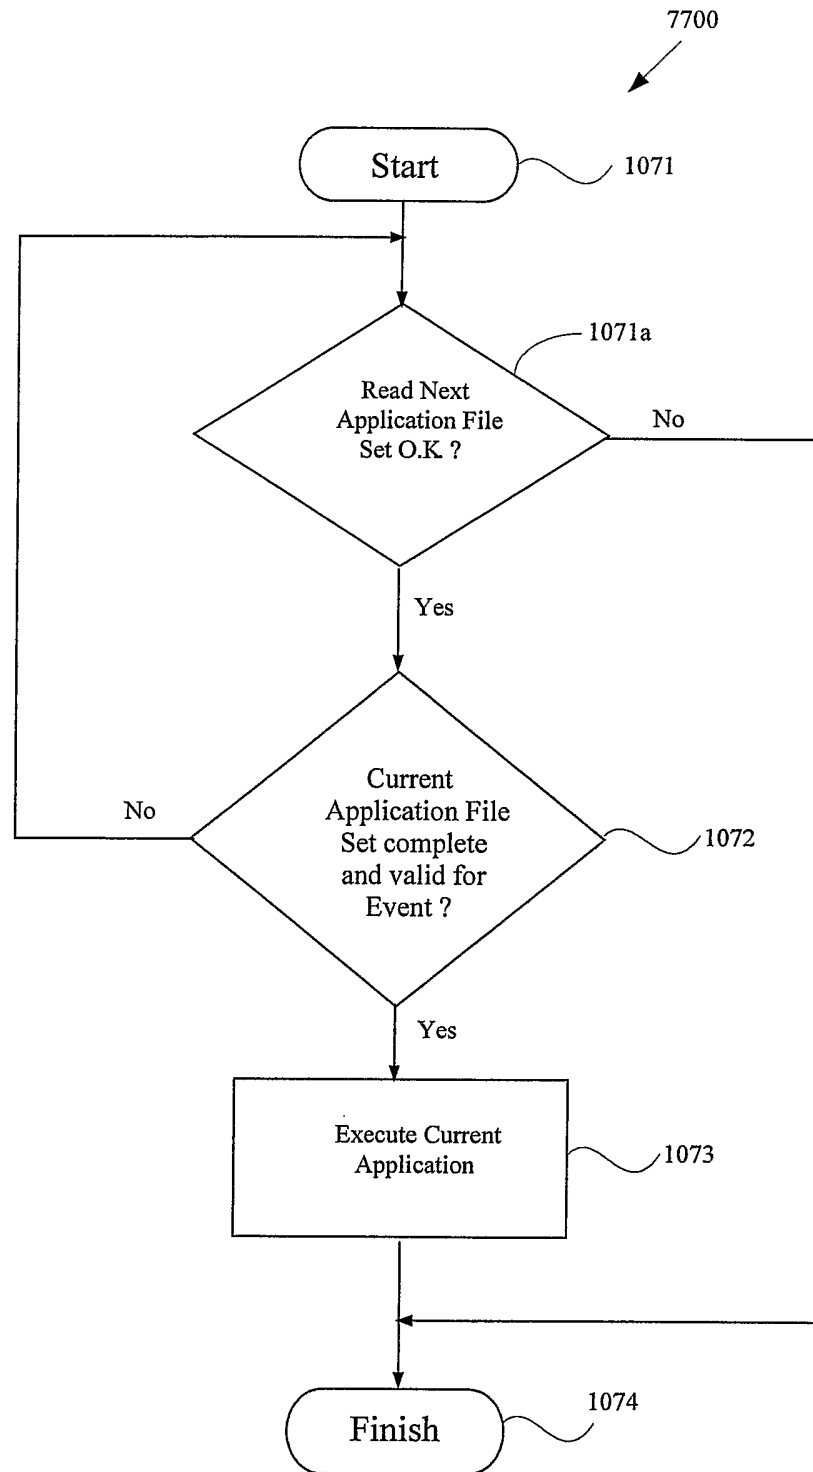 7700
Start
1071
1071a
Read Next
Application File
Set O.K. ?
No
Yes
Current
Application File
Set complete
and valid for
Event ?
No
1072
Yes
Execute Current
Application
1073
Finish
1074